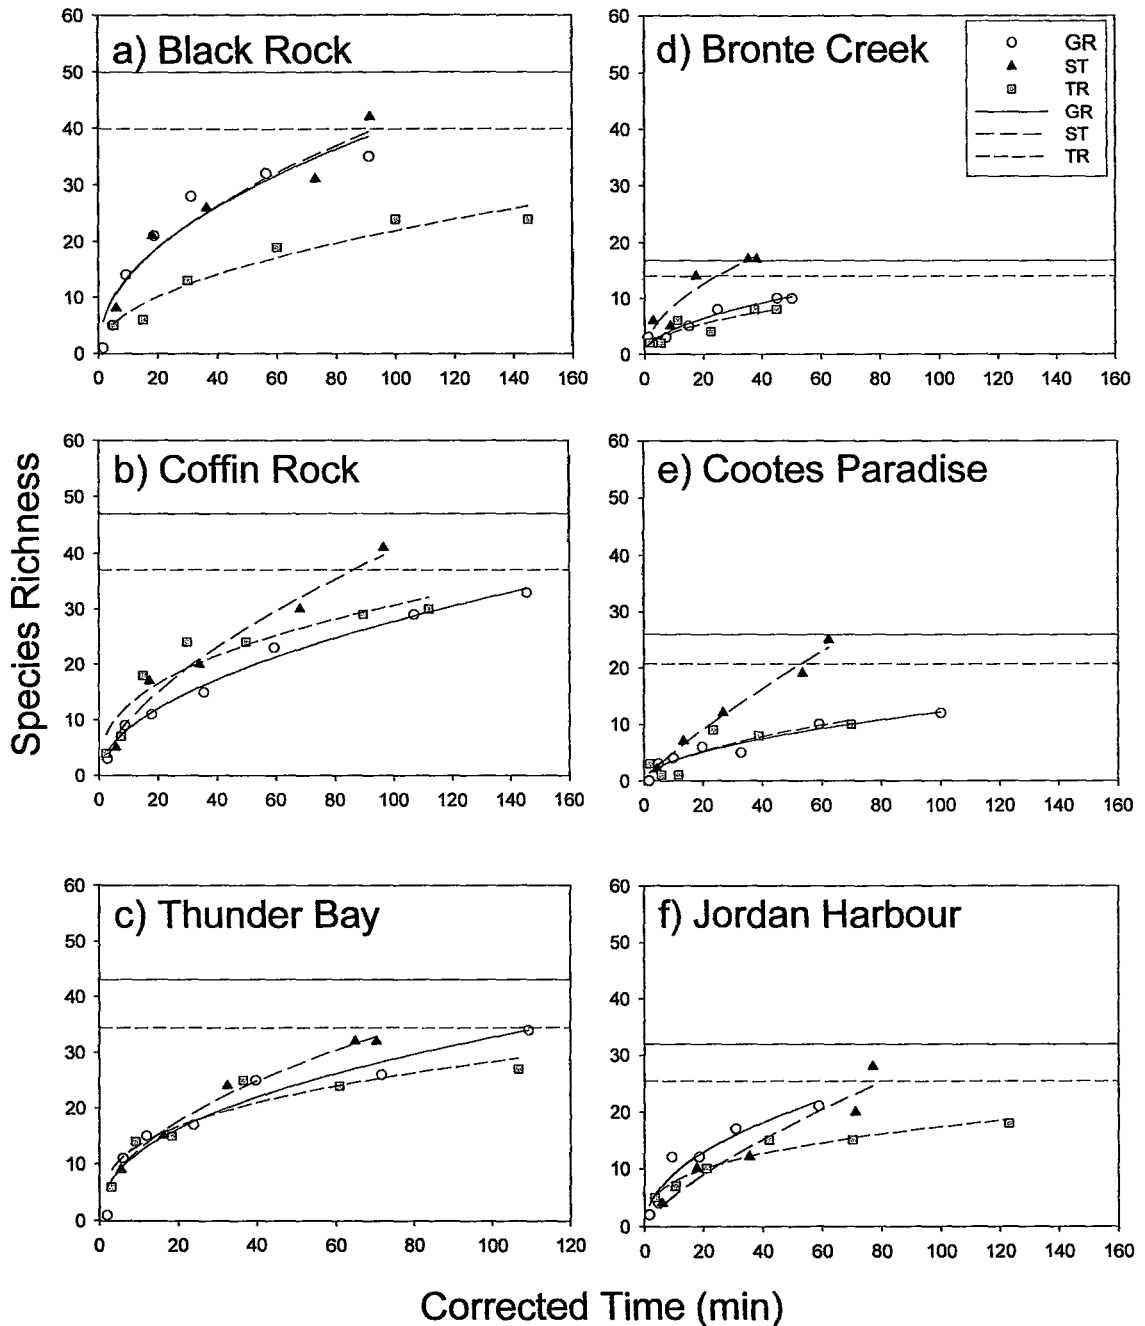 a) Black Rock
60
50
40
30
20
10
0
0 20 40 60 80 100 120 140 160
d) Bronte Creek
GR
ST
TR
GR
ST
TR
60
50
40
30
20
10
0
0 20 40 60 80 100 120 140 160
Species Richness
b) Coffin Rock
60
50
40
30
20
10
0
0 20 40 60 80 100 120 140 160
e) Cootes Paradise
60
50
40
30
20
10
0
0 20 40 60 80 100 120 140 160
c) Thunder Bay
60
50
40
30
20
10
0
0 20 40 60 80 100 120
f) Jordan Harbour
60
50
40
30
20
10
0
0 20 40 60 80 100 120 140 160
Corrected Time (min)